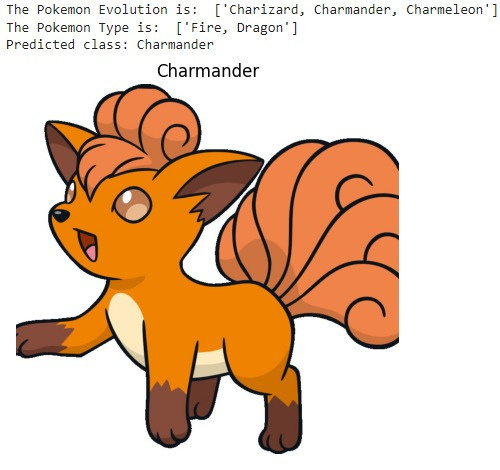 The Pokemon Evolution is:  ['Charizard, Charmander, Charmeleon']
The Pokemon Type is:  ['Fire, Dragon']
Predicted class: Charmander
Charmander